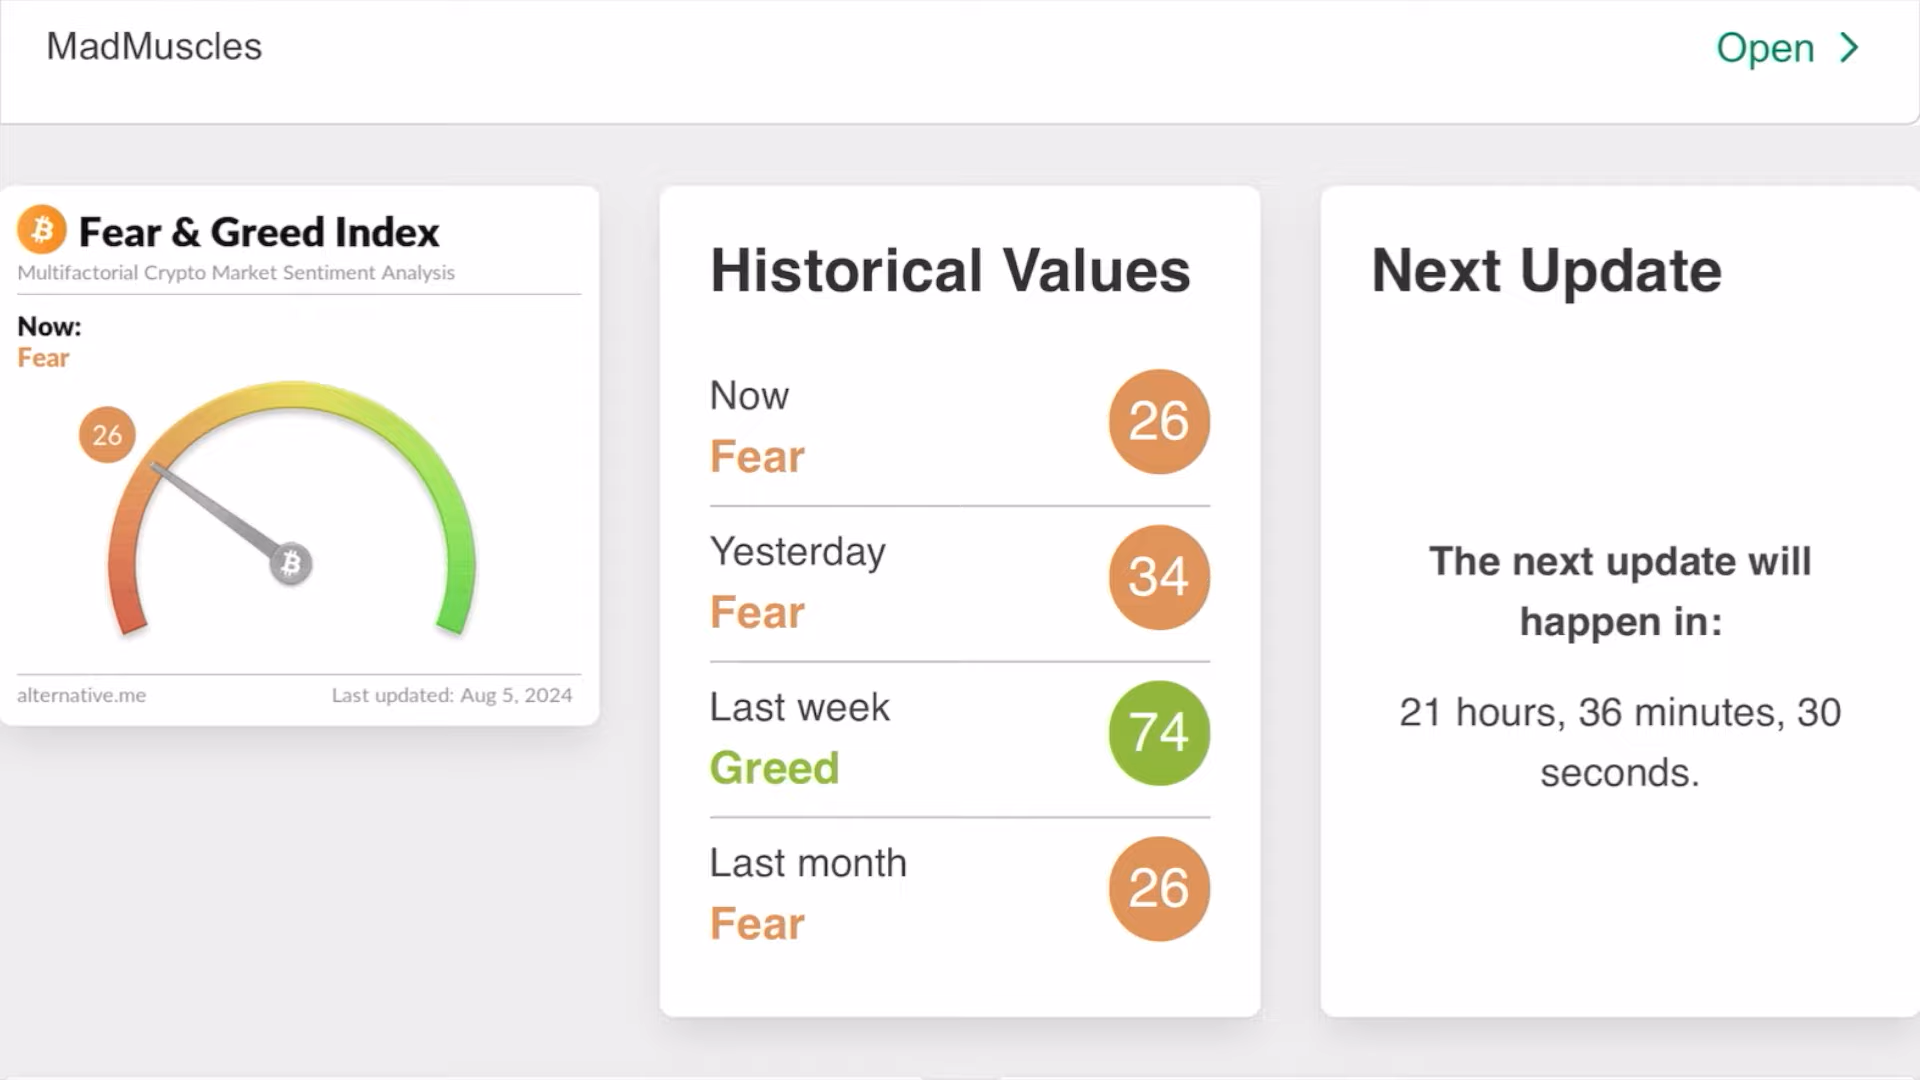 MadMuscles
Open
Fear & Greed Index
Multifactorial Crypto Market Sentiment Analysis
Now:
Fear
26
alternative.me
Last updated: Aug 5, 2024
Historical Values
Now
Fear
26
Yesterday
Fear
34
Last week
Greed
74
Last month
Fear
26
Next Update
The next update will
happen in:
21 hours, 36 minutes, 30
seconds.